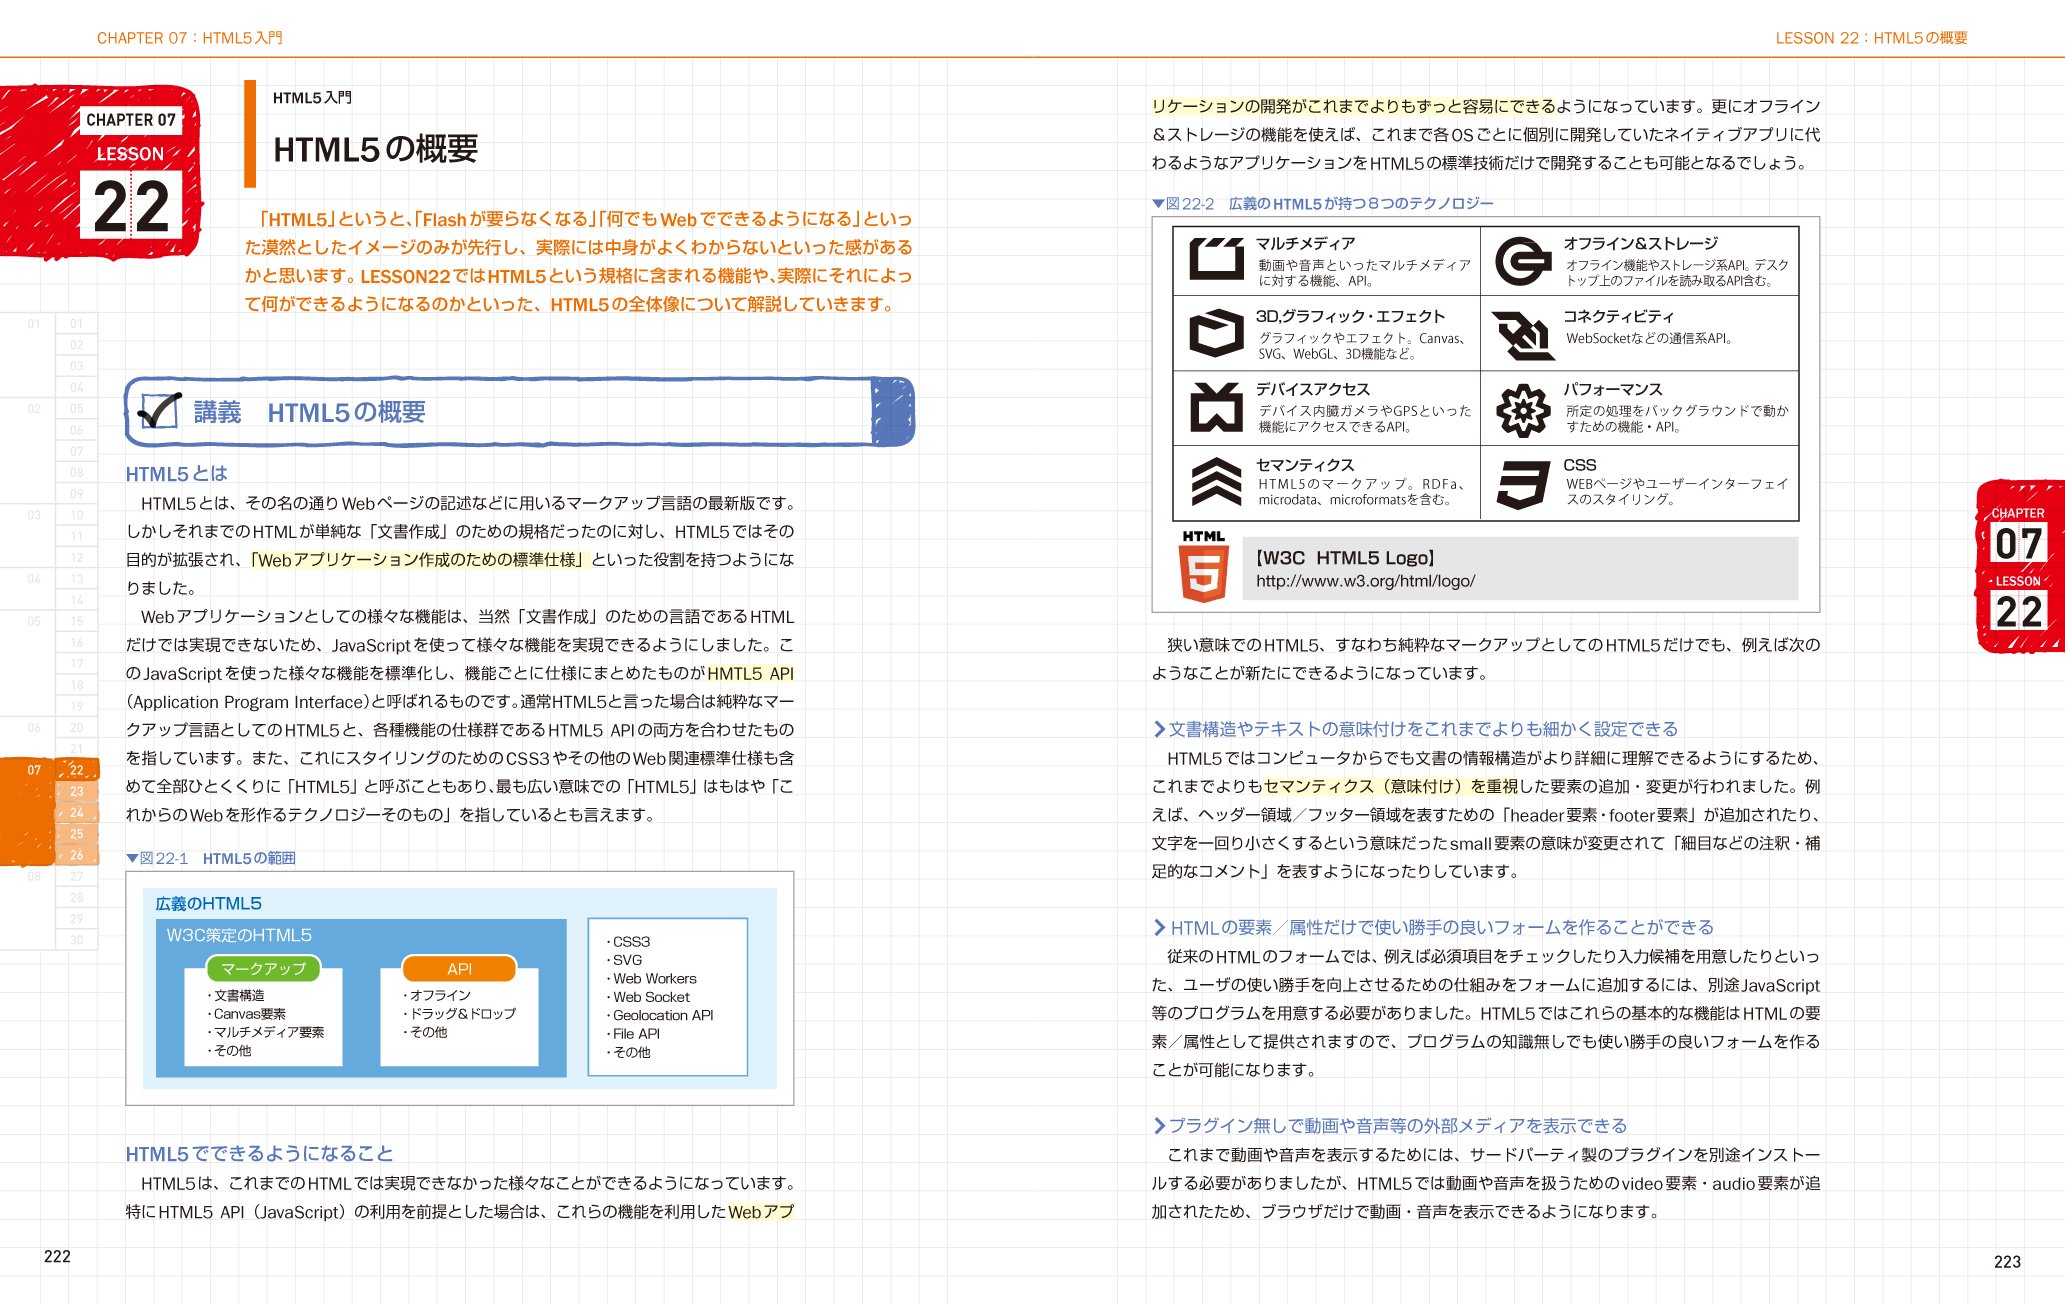 CHAPTER 07：HTML5入門
CHAPTER 07
LESSON
22
HTML5入門
HTML5の概要
「HTML5」というと、「Flashが要らなくなる」「何でもWebでできるようになる」といっ
た漠然としたイメージのみが先行し、実際には中身がよくわからないといった感がある
かと思います。LESSON22ではHTML5という規格に含まれる機能や、実際にそれによっ
て何ができるようになるのかといった、HTML5の全体像について解説していきます。
01 01
02
03
04
02 05
06
07
08
09
03 10
11
12
04 13
14
05 15
16
17
18
19
06 20
21
07 22
23
24
25
26
08 27
28
29
30
講義　HTML5の概要
HTML5とは
HTML5とは、その名の通りWebページの記述などに用いるマークアップ言語の最新版です。
しかしそれまでのHTMLが単純な「文書作成」のための規格だったのに対し、HTML5ではその
目的が拡張され、「Webアプリケーション作成のための標準仕様」といった役割を持つようにな
りました。
Webアプリケーションとしての様々な機能は、当然「文書作成」のための言語であるHTML
だけでは実現できないため、JavaScriptを使って様々な機能を実現できるようにしました。こ
のJavaScriptを使った様々な機能を標準化し、機能ごとに仕様にまとめたものがHMTL5 API
（Application Program Interface）と呼ばれるものです。通常HTML5と言った場合は純粋なマー
クアップ言語としてのHTML5と、各種機能の仕様群であるHTML5 APIの両方を合わせたもの
を指しています。また、これにスタイリングのためのCSS3やその他のWeb関連標準仕様も含
めて全部ひとくくりに「HTML5」と呼ぶこともあり、最も広い意味での「HTML5」はもはや「こ
れからのWebを形作るテクノロジーそのもの」を指しているとも言えます。
▼図22-1　HTML5の範囲
広義のHTML5
W3C策定のHTML5
マークアップ
・文書構造
・Canvas要素
・マルチメディア要素
・その他
API
・オフライン
・ドラッグ&ドロップ
・その他
・CSS3
・SVG
・Web Workers
・Web Socket
・Geolocation API
・File API
・その他
HTML5でできるようになること
HTML5は、これまでのHTMLでは実現できなかった様々なことができるようになっています。
特にHTML5 API（JavaScript）の利用を前提とした場合は、これらの機能を利用したWebアプ
222
LESSON 22：HTML5の概要
リケーションの開発がこれまでよりもずっと容易にできるようになっています。更にオフライン
&ストレージの機能を使えば、これまで各OSごとに個別に開発していたネイティブアプリに代
わるようなアプリケーションをHTML5の標準技術だけで開発することも可能となるでしょう。
▼図22-2　広義のHTML5が持つ8つのテクノロジー
マルチメディア
動画や音声といったマルチメディア
に対する機能、API。
オフライン&ストレージ
オフライン機能やストレージ系API。デスク
トップ上のファイルを読み取るAPI含む。
3D,グラフィック・エフェクト
グラフィックやエフェクト。Canvas、
SVG、WebGL、3D機能など。
コネクティビティ
WebSocketなどの通信系API。
デバイスアクセス
デバイス内臓ガメラやGPSといった
機能にアクセスできるAPI。
パフォーマンス
所定の処理をバックグラウンドで動か
すための機能・API。
セマンティクス
HTML5のマークアップ。RDFa、
microdata、microformatsを含む。
CSS
WEBページやユーザーインターフェイ
スのスタイリング。
HTML
5
【W3C HTML5 Logo】
http://www.w3.org/html/logo/
狭い意味でのHTML5、すなわち純粋なマークアップとしてのHTML5だけでも、例えば次の
ようなことが新たにできるようになっています。
文書構造やテキストの意味付けをこれまでよりも細かく設定できる
HTML5ではコンピュータからでも文書の情報構造がより詳細に理解できるようにするため、
これまでよりもセマンティクス（意味付け）を重視した要素の追加・変更が行われました。例
えば、ヘッダー領域／フッター領域を表すための「header要素・footer要素」が追加されたり、
文字を一回り小さくするという意味だったsmall要素の意味が変更されて「細目などの注釈・補
足的なコメント」を表すようになったりしています。
HTMLの要素／属性だけで使い勝手の良いフォームを作ることができる
従来のHTMLのフォームでは、例えば必須項目をチェックしたり入力候補を用意したりといっ
た、ユーザの使い勝手を向上させるための仕組みをフォームに追加するには、別途JavaScript
等のプログラムを用意する必要がありました。HTML5ではこれらの基本的な機能はHTMLの要
素／属性として提供されますので、プログラムの知識無しでも使い勝手の良いフォームを作る
ことが可能になります。
プラグイン無しで動画や音声等の外部メディアを表示できる
これまで動画や音声を表示するためには、サードパーティ製のプラグインを別途インストー
ルする必要がありましたが、HTML5では動画や音声を扱うためのvideo要素・audio要素が追
加されたため、ブラウザだけで動画・音声を表示できるようになります。
CHAPTER
07
LESSON
22
223